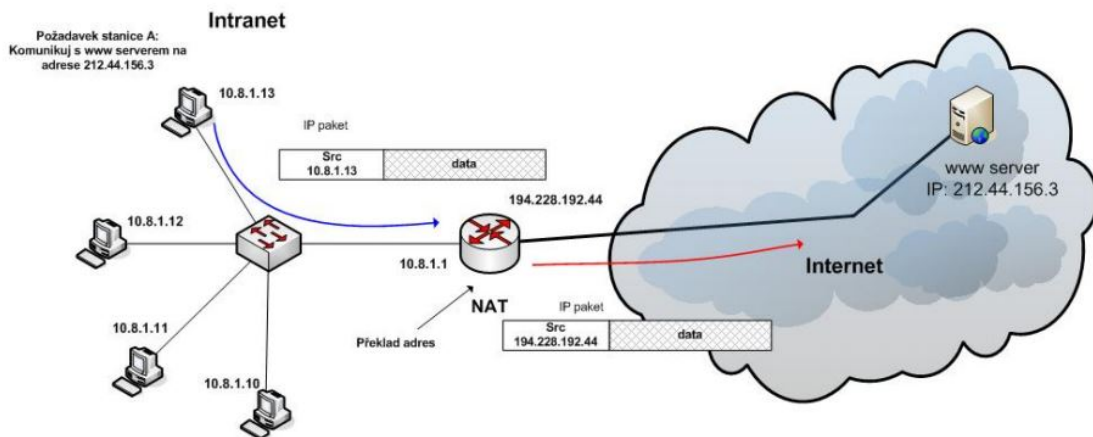 Intranet
Požadavek stanice A:
Komunikuj s www serverem na
adrese 212.44.156.3
10.8.1.13
IP paket
Src
10.8.1.13
data
194.228.192.44
www server
IP: 212.44.156.3
10.8.1.12
10.8.1.1
Internet
NAT
IP paket
Src
194.228.192.44
data
Překlad adres
10.8.1.11
10.8.1.10